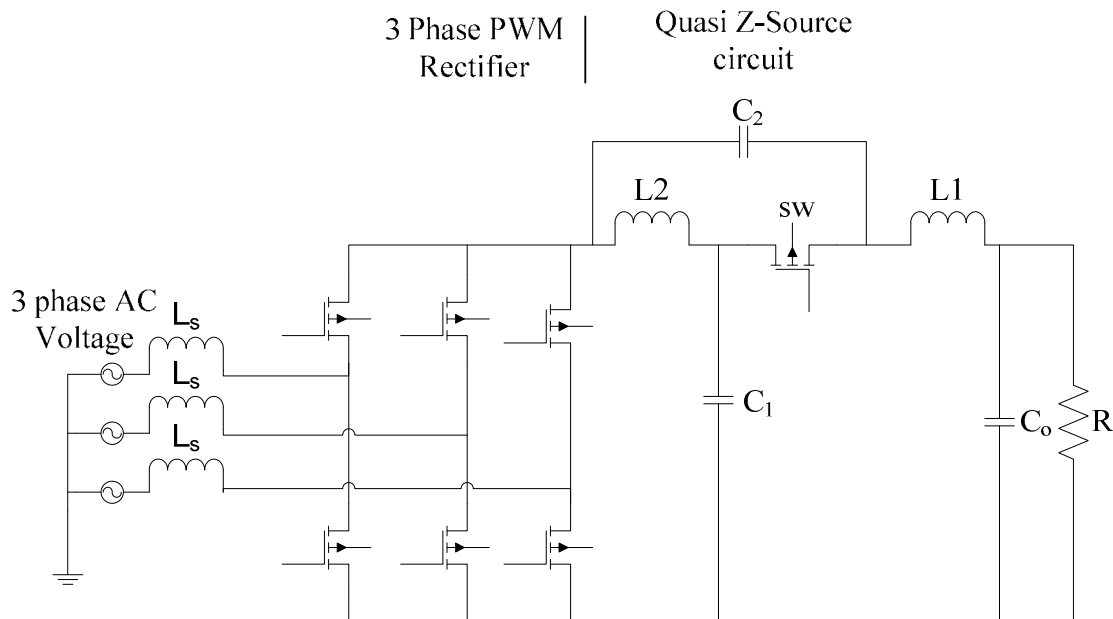 3 Phase PWM
Rectifier
Quasi Z-Source
circuit
C2
L2
sw
L1
3 phase AC
Voltage
Ls
Ls
Ls
C1
Co
R